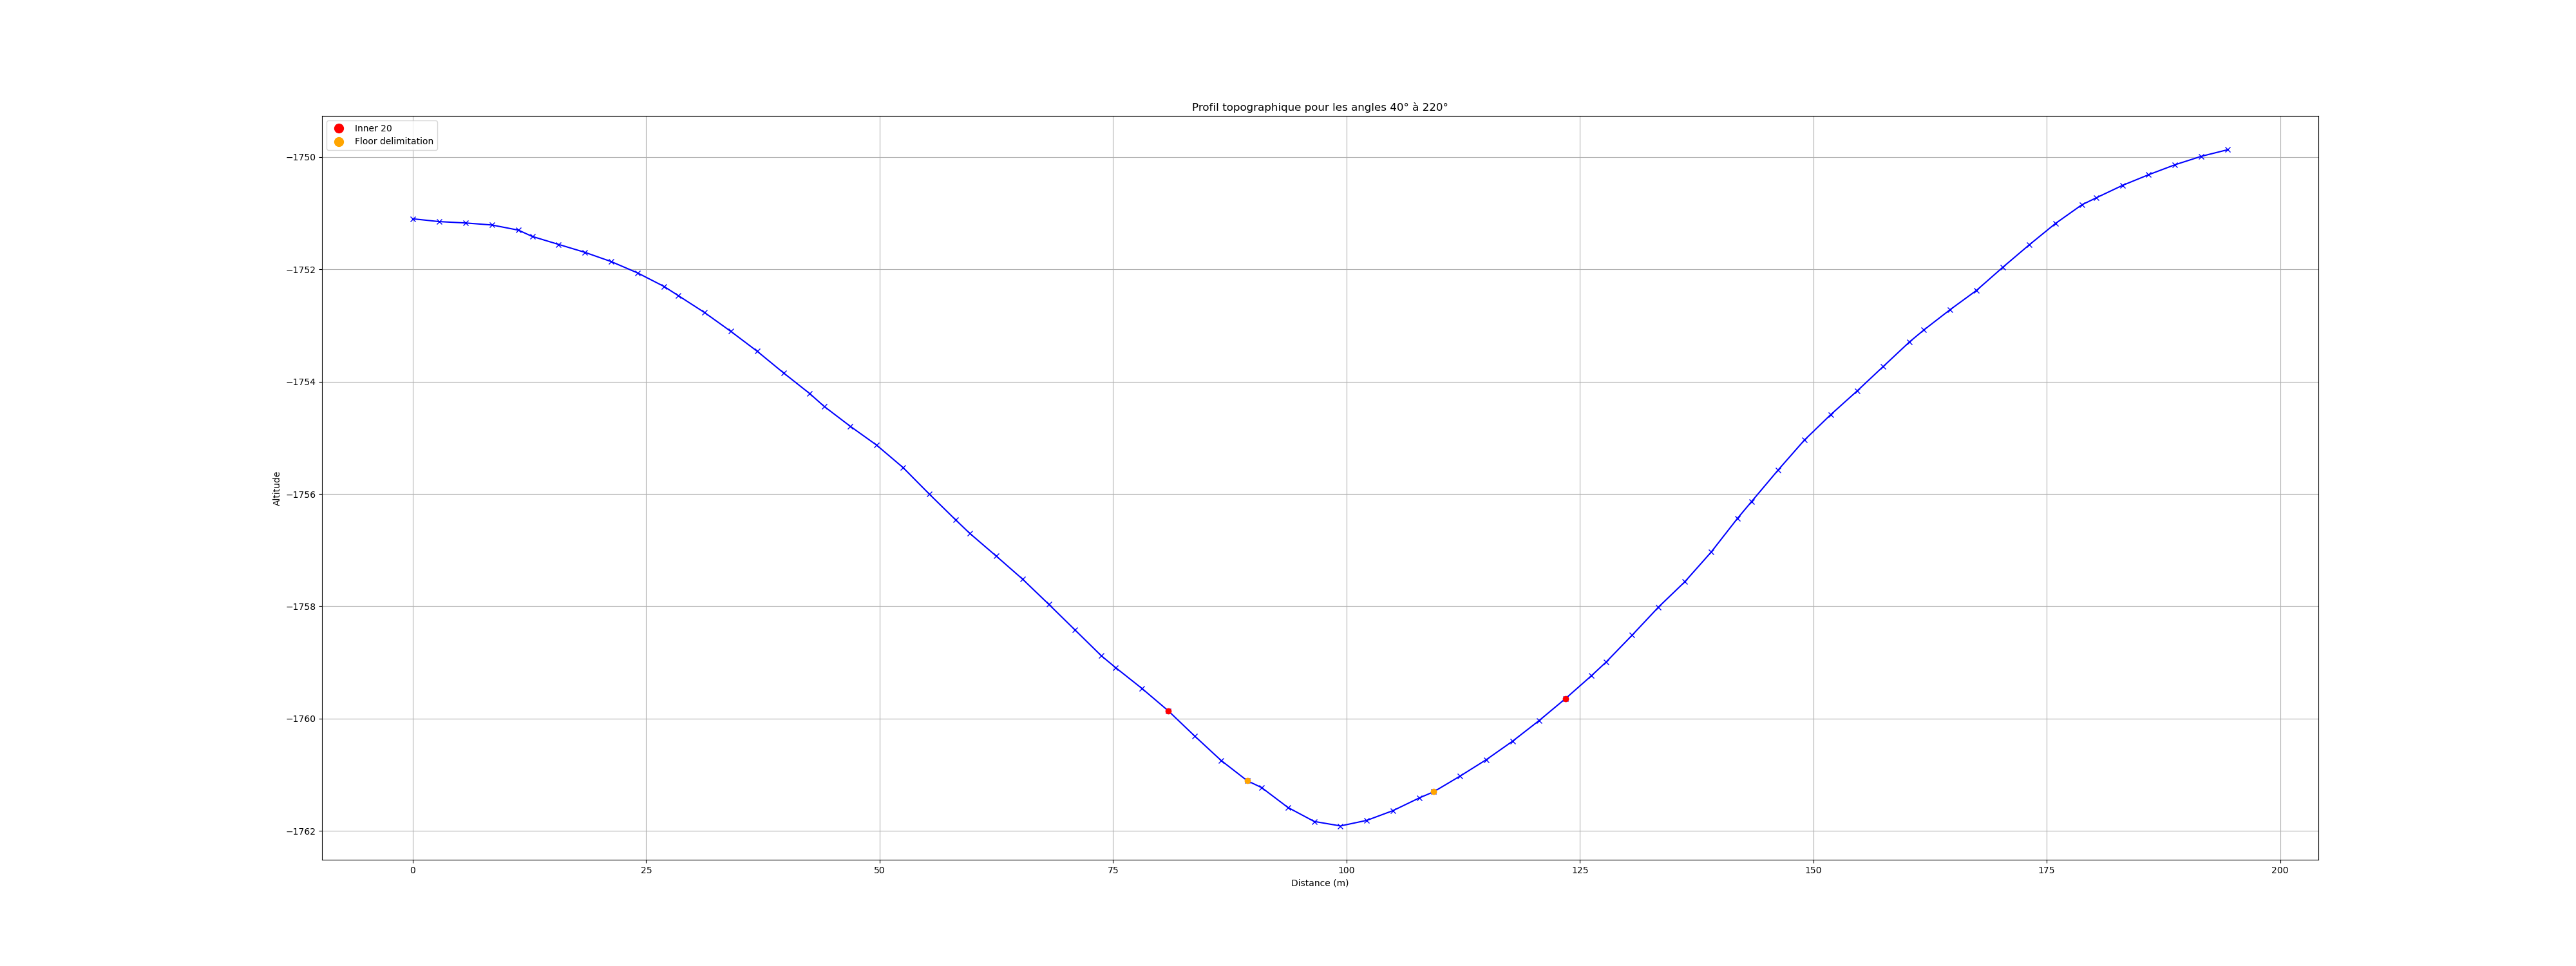 Profil topographique pour les angles 40° à 220°
Inner 20
Floor delimitation
−1750
−1752
−1754
−1756
−1758
−1760
−1762
Altitude
0 25 50 75 100 125 150 175 200
Distance (m)